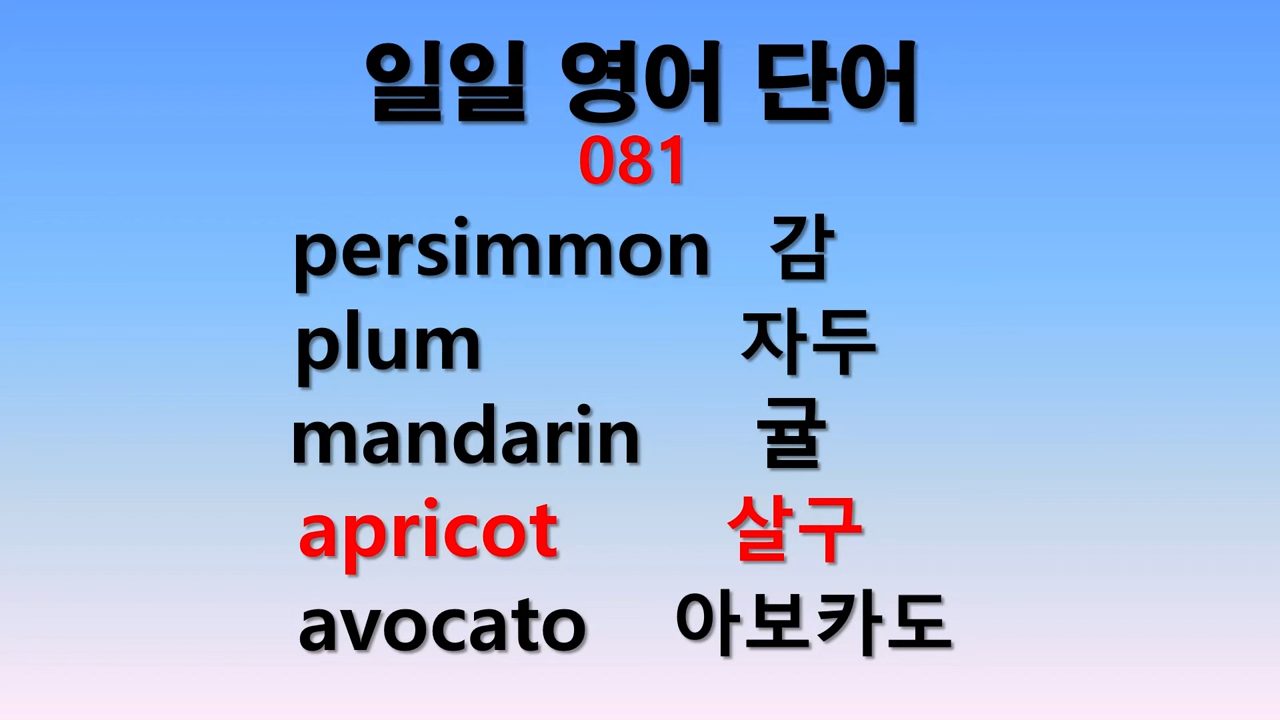 일일 영어 단어
081
persimmon 감
plum 자두
mandarin 귤
apricot 살구
avocato 아보카도